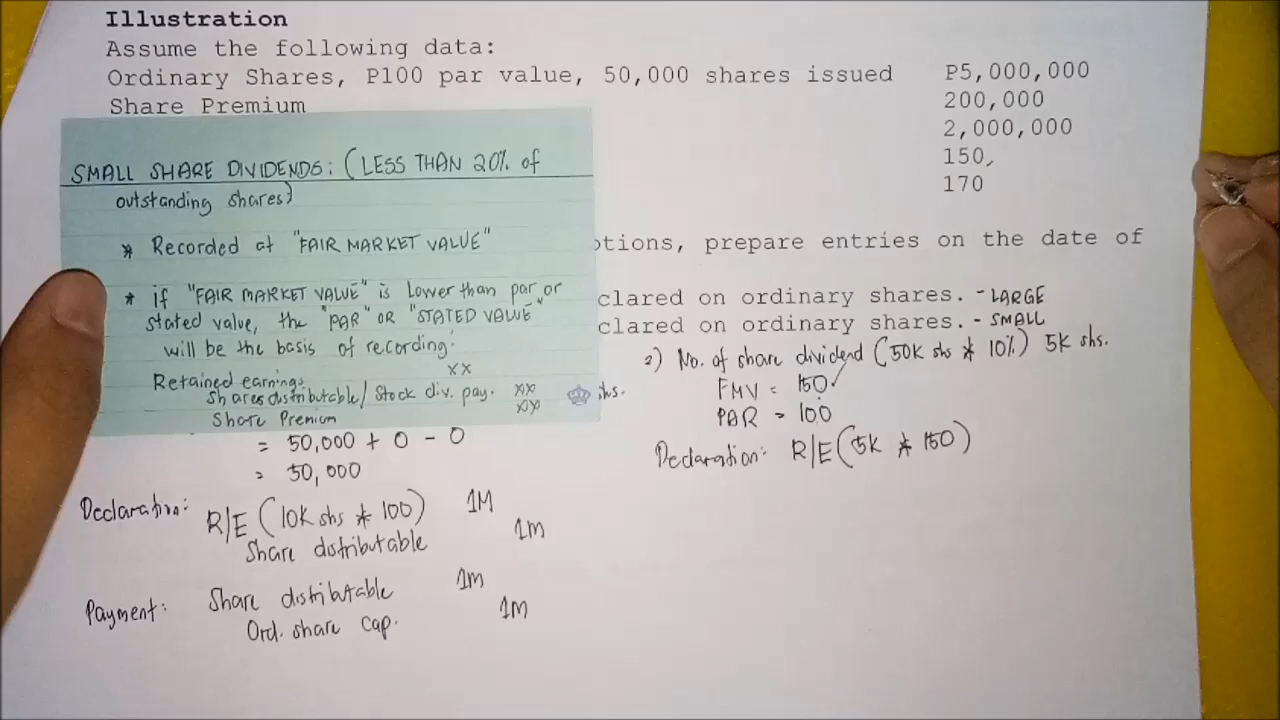 Illustration
Assume the following data:
Ordinary Shares, P100 par value, 50,000 shares issued P5,000,000
Share Premium 200,000
2,000,000
150,
170
SMALL SHARE DIVIDENDS: (LESS THAN 20% of
outstanding shares)
* Recorded at "FAIR MARKET VALUE"
* if "FAIR MARKET VALUE" is lower than par or
stated value, the "PAR" OR "STATED VALUE"
will be the basis of recording.
Retained earnings xx
Shares distributable/ Stock div. pay. xx
Share Premium xx
otions, prepare entries on the date of
clared on ordinary shares. - LARGE
clared on ordinary shares. - SMALL
shs.
= 50,000 + 0 - 0
= 50,000
Declaration: R/E (10K shs * 100) 1M
Share distributable 1m
Payment: Share distributable 1m
Ord. share cap. 1M
2) No. of share dividend (50K shs * 10%) 5K shs.
FMV = 150 ✓
PAR = 100
Declaration: R/E (5K * 150)